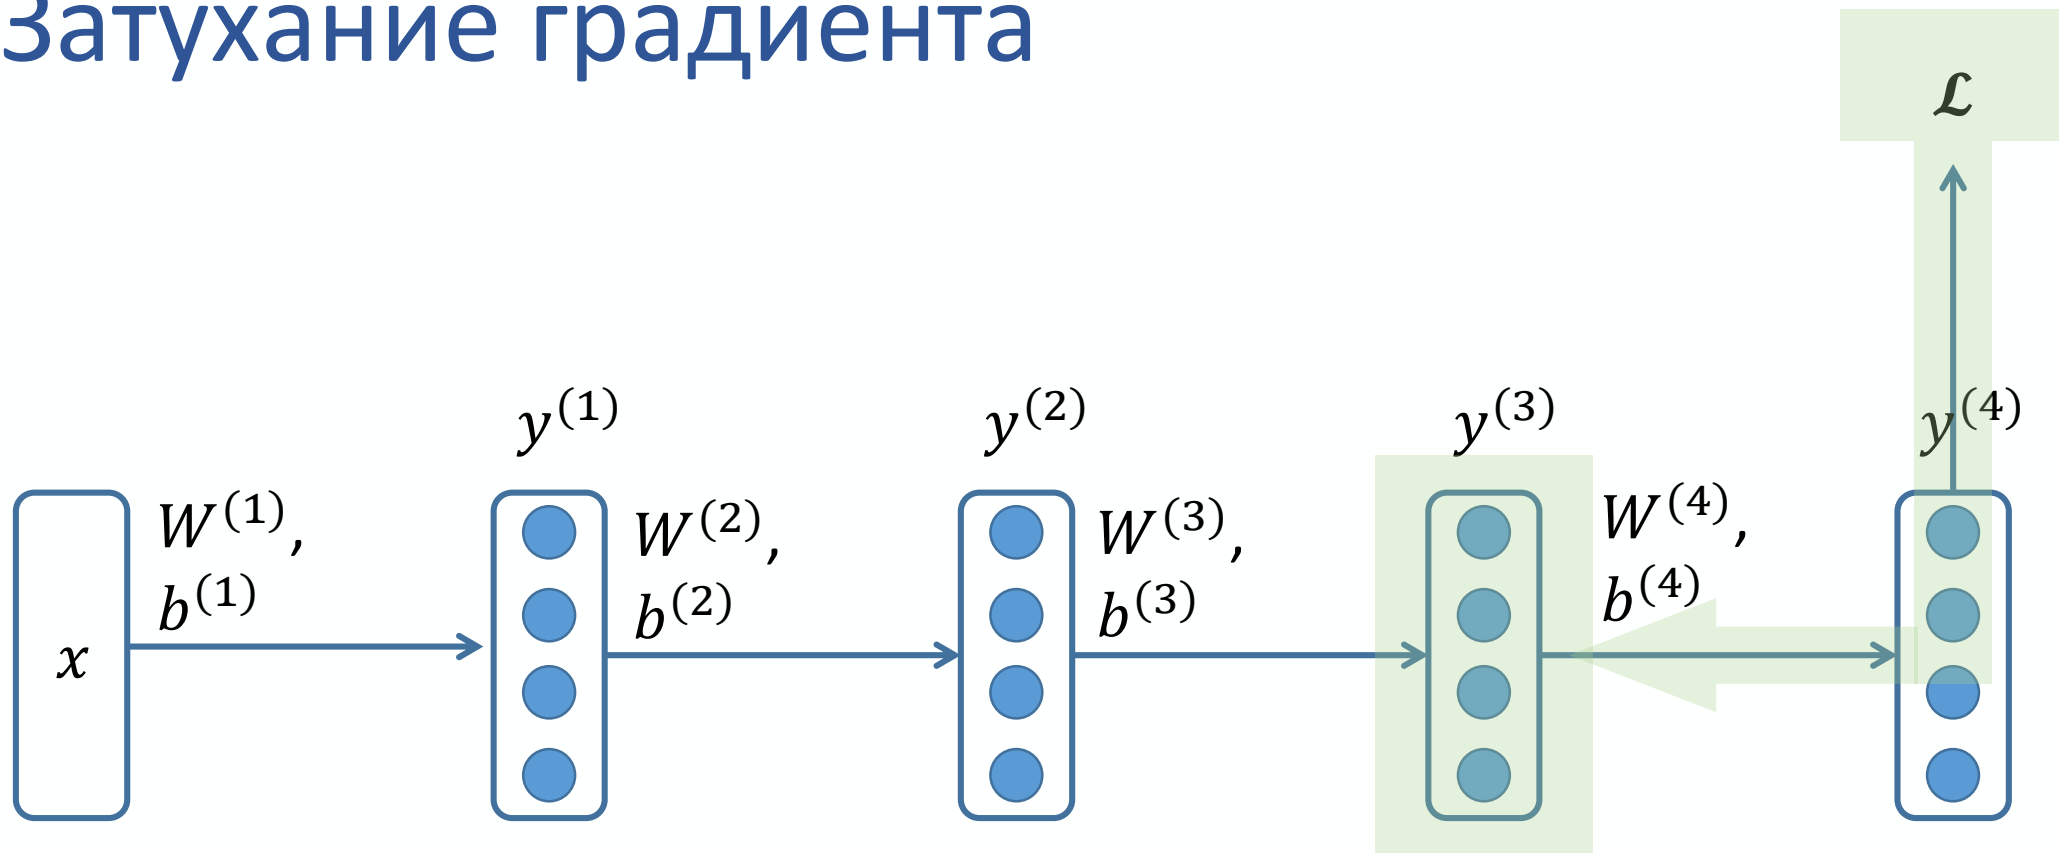 Затухание градиента
ℒ
y^(1)
y^(2)
y^(3)
y^(4)
x
W^(1),
b^(1)
W^(2),
b^(2)
W^(3),
b^(3)
W^(4),
b^(4)